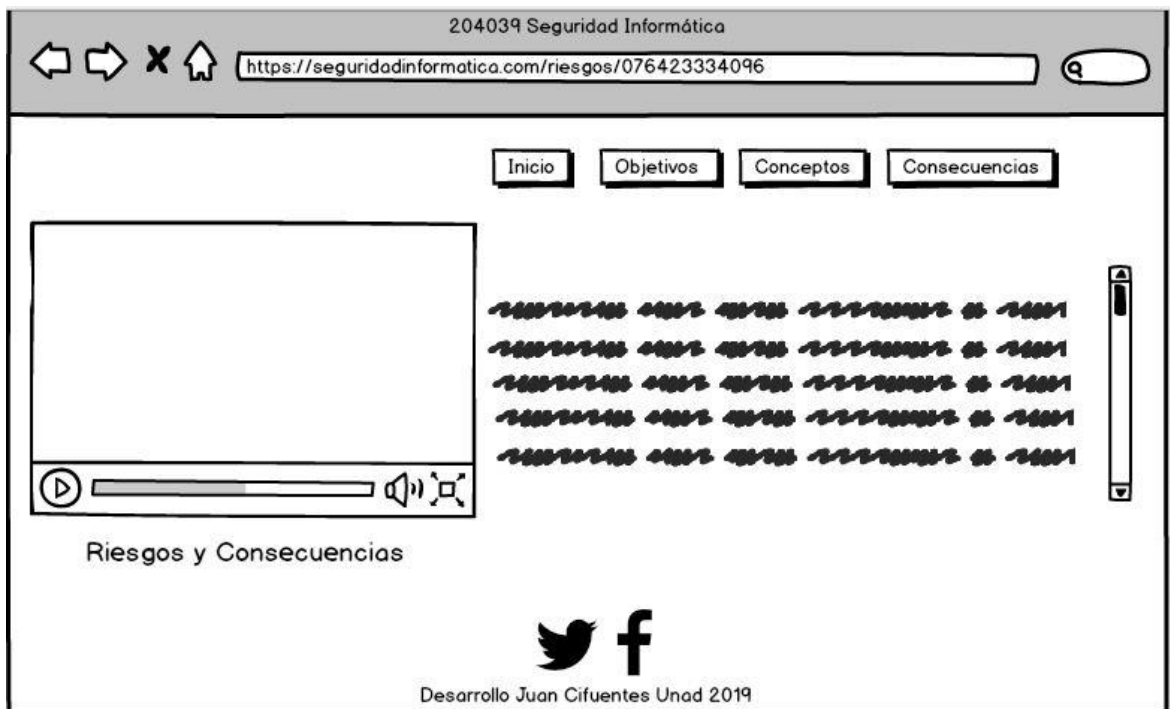 204039 Seguridad Informática
https://seguridadinformatica.com/riesgos/076423334096
Inicio Objetivos Conceptos Consecuencias
Riesgos y Consecuencias
Desarrollo Juan Cifuentes Unad 2019